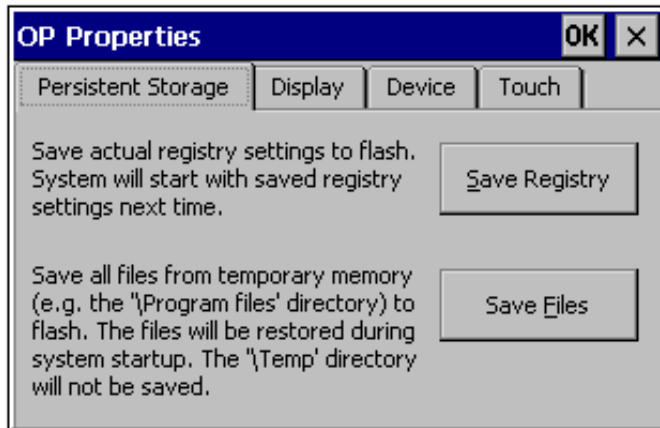 OP Properties OK ×
Persistent Storage Display Device Touch
Save actual registry settings to flash.
System will start with saved registry
settings next time.
Save Registry
Save all files from temporary memory
(e.g. the "\Program files' directory) to
flash. The files will be restored during
system startup. The "\Temp' directory
will not be saved.
Save Files